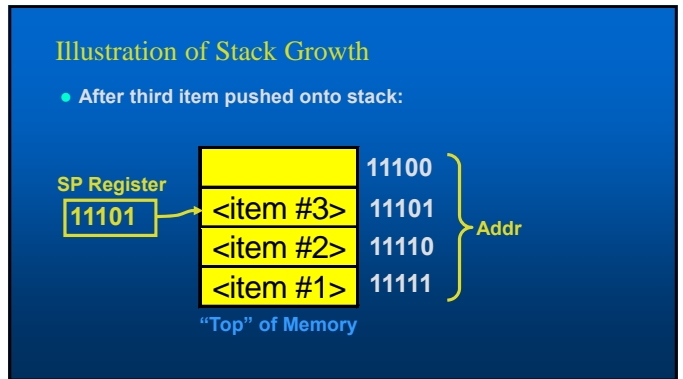 Illustration of Stack Growth
● After third item pushed onto stack:
11100
SP Register
11101
<item #3> 11101
Addr
<item #2> 11110
<item #1> 11111
“Top” of Memory